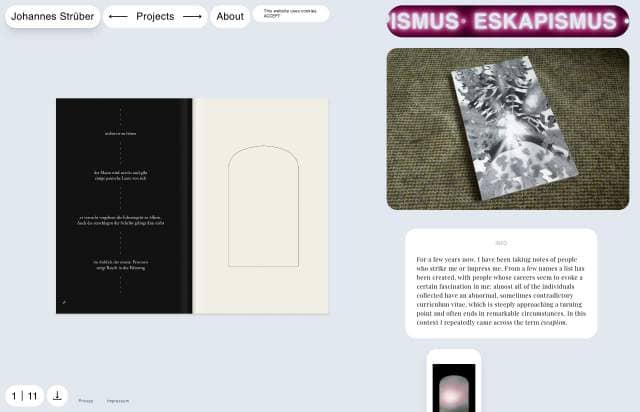 Johannes Strüber
Projects
About
This website uses cookies.
ACCEPT
ISMUS· ESKAPISMUS ·
INFO
For a few years now, I have been taking notes of people
who strike me or impress me. From a few names a list has
been created, with people whose careers seem to evoke a
certain fascination in me: almost all of the individuals
collected have an abnormal, sometimes contradictory
curriculum vitae, which is steeply approaching a turning
point and often ends in remarkable circumstances. In this
context I repeatedly came across the term escapism.
1 | 11
Privacy
Impressum